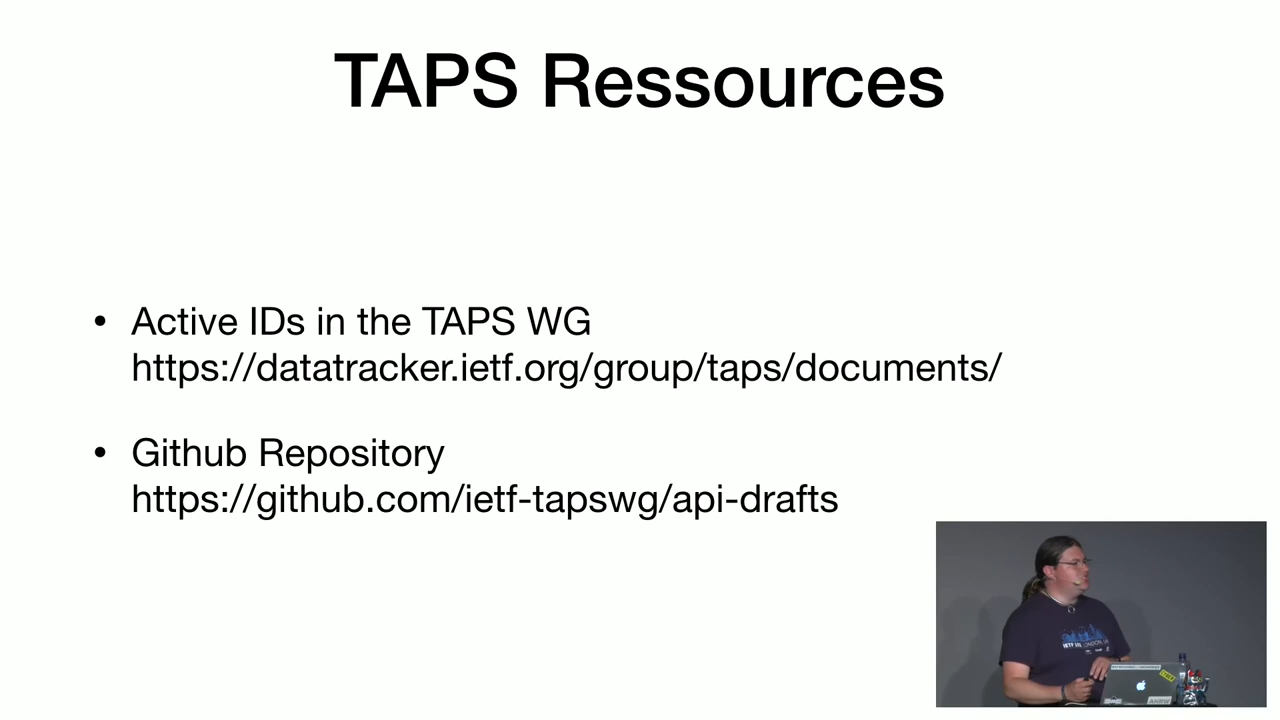 TAPS Ressources
• Active IDs in the TAPS WG
https://datatracker.ietf.org/group/taps/documents/
• Github Repository
https://github.com/ietf-tapswg/api-drafts